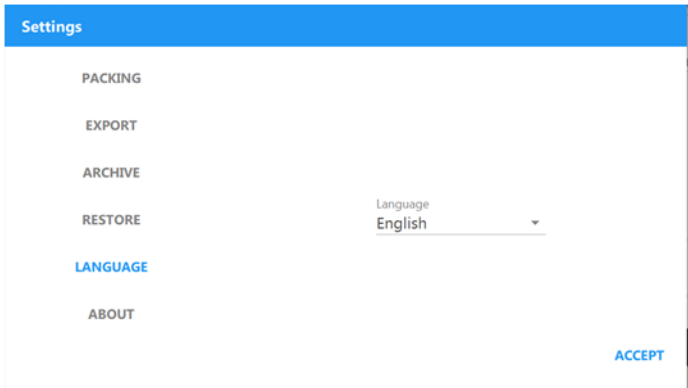 Settings
PACKING
EXPORT
ARCHIVE
RESTORE
LANGUAGE
ABOUT
Language
English
ACCEPT